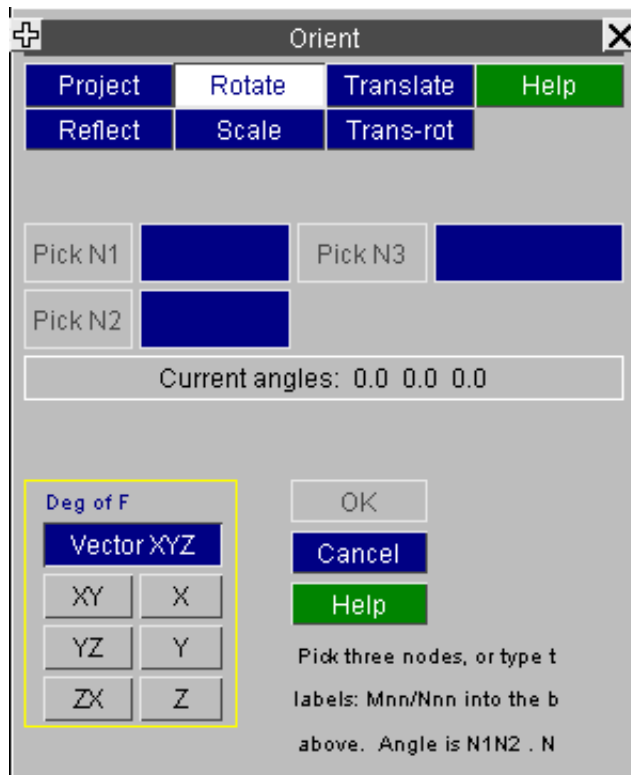 Orient
Project Rotate Translate Help
Reflect Scale Trans-rot
Pick N1 Pick N3
Pick N2
Current angles: 0.0 0.0 0.0
Deg of F OK
Vector XYZ Cancel
XY X Help
YZ Y Pick three nodes, or type t
ZX Z labels: Mnn/Nnn into the b
above. Angle is N1N2 . N